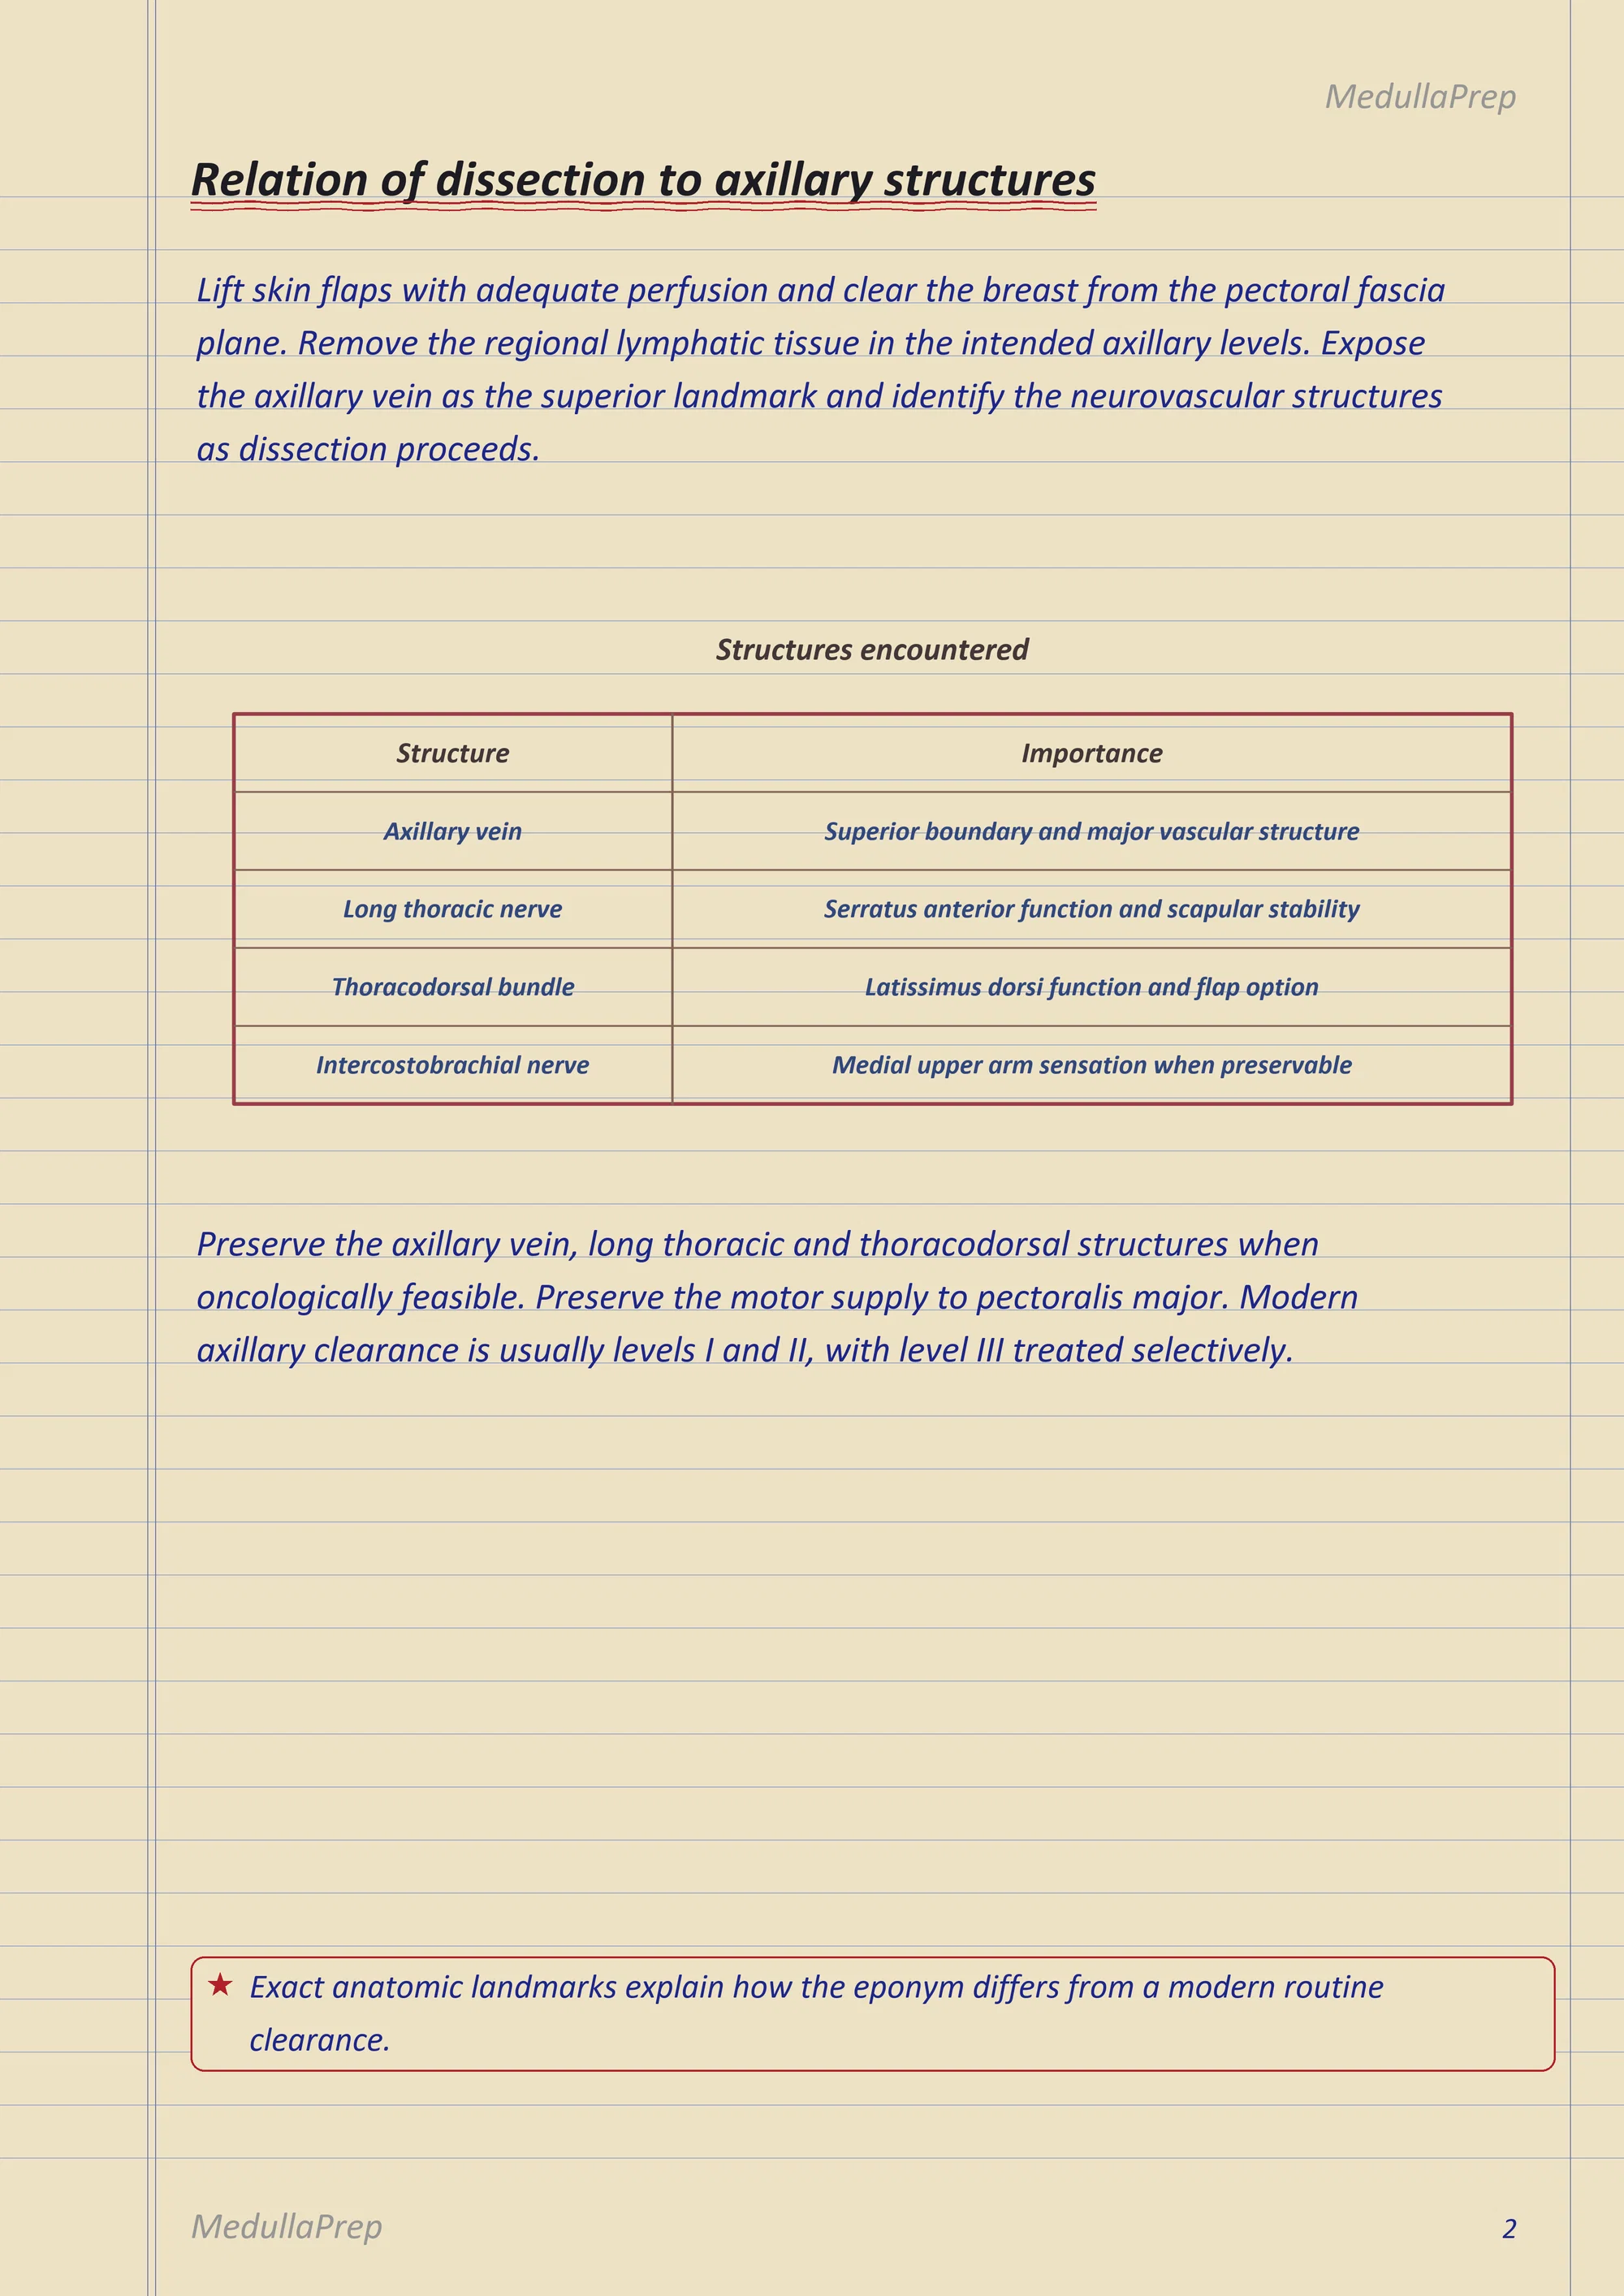 MedullaPrep
Relation of dissection to axillary structures
Lift skin flaps with adequate perfusion and clear the breast from the pectoral fascia
plane. Remove the regional lymphatic tissue in the intended axillary levels. Expose
the axillary vein as the superior landmark and identify the neurovascular structures
as dissection proceeds.
Structures encountered
Structure Importance
Axillary vein Superior boundary and major vascular structure
Long thoracic nerve Serratus anterior function and scapular stability
Thoracodorsal bundle Latissimus dorsi function and flap option
Intercostobrachial nerve Medial upper arm sensation when preservable
Preserve the axillary vein, long thoracic and thoracodorsal structures when
oncologically feasible. Preserve the motor supply to pectoralis major. Modern
axillary clearance is usually levels I and II, with level III treated selectively.
★ Exact anatomic landmarks explain how the eponym differs from a modern routine
clearance.
MedullaPrep 2